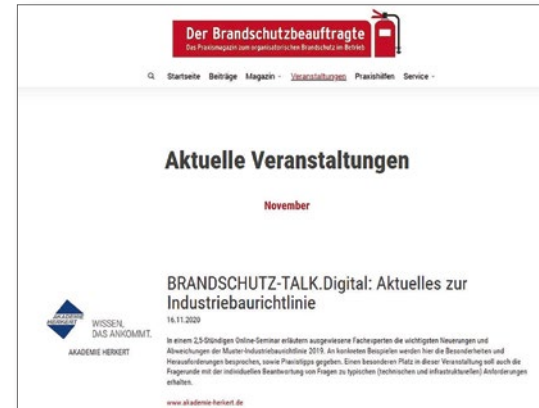 Der Brandschutzbeauftragte
Das Praxismagazin zum organisatorischen Brandschutz im Betrieb
Startseite Beiträge Magazin Veranstaltungen Praxishilfen Service
Aktuelle Veranstaltungen
November
AKADEMIE
HERKERT
WISSEN,
DAS ANKOMMT.
AKADEMIE HERKERT
BRANDSCHUTZ-TALK.Digital: Aktuelles zur
Industriebaurichtlinie
16.11.2020
In einem 2,5-Stündigen Online-Seminar erläutern ausgewiesene Fachexperten die wichtigsten Neuerungen und
Abweichungen der Muster-Industriebaurichtlinie 2019. An konkreten Beispielen werden hier die Besonderheiten und
Herausforderungen besprochen, sowie Praxistipps gegeben. Einen besonderen Platz in dieser Veranstaltung soll auch die
Fragerunde mit der individuellen Beantwortung von Fragen zu typischen (technischen und infrastrukturellen) Anforderungen
erhalten.
www.akademie-herkert.de